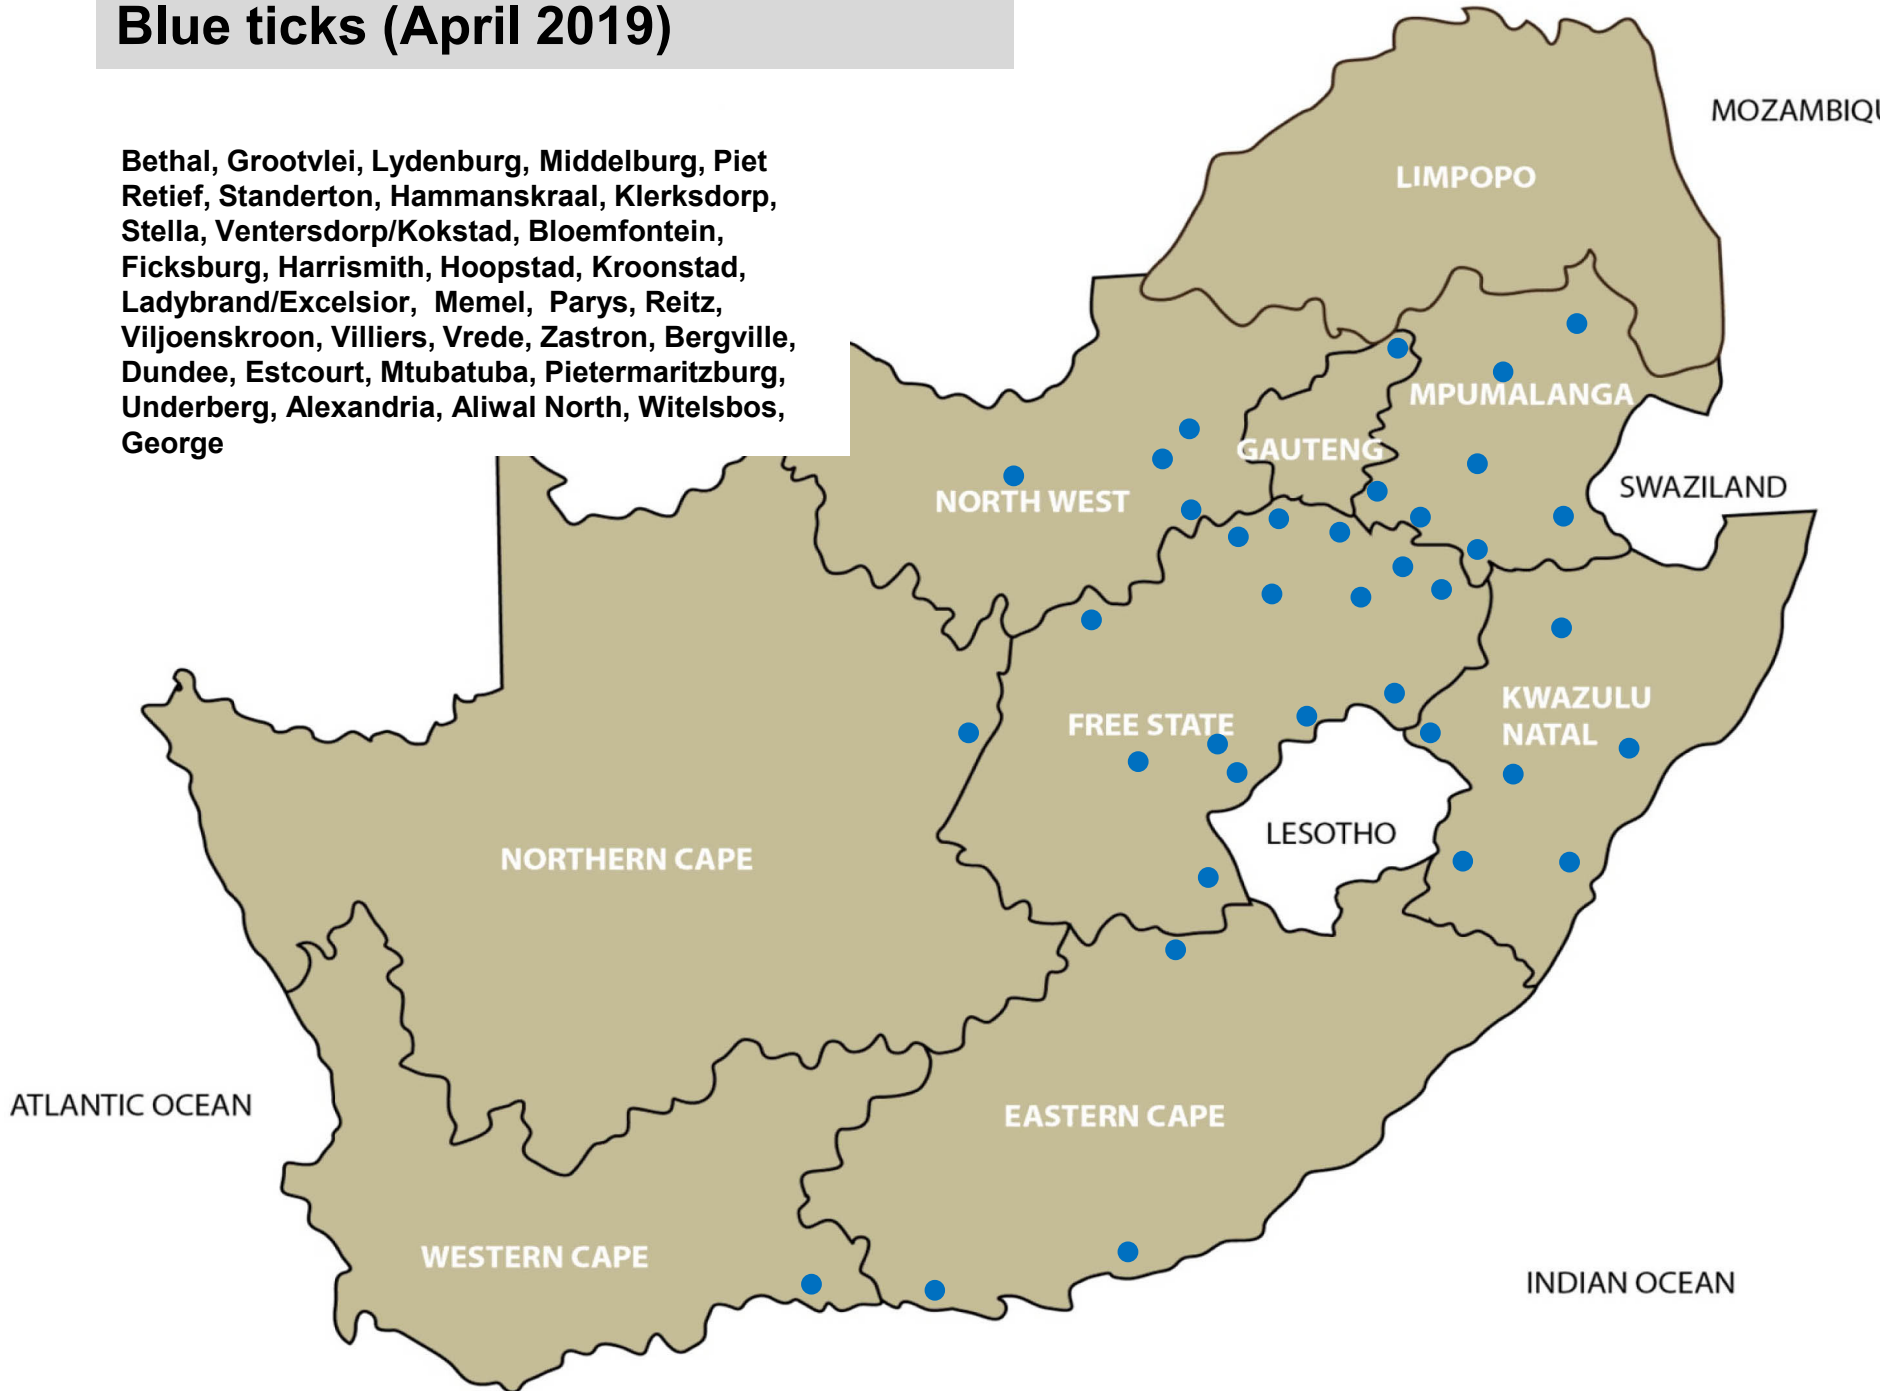 Blue ticks (April 2019)
Bethal, Grootvlei, Lydenburg, Middelburg, Piet
Retief, Standerton, Hammanskraal, Klerksdorp,
Stella, Ventersdorp/Kokstad, Bloemfontein,
Ficksburg, Harrismith, Hoopstad, Kroonstad,
Ladybrand/Excelsior, Memel, Parys, Reitz,
Viljoenskroon, Villiers, Vrede, Zastron, Bergville,
Dundee, Estcourt, Mtubatuba, Pietermaritzburg,
Underberg, Alexandria, Aliwal North, Witelsbos,
George
MOZAMBIQU
LIMPOPO
MPUMALANGA
GAUTENG
SWAZILAND
NORTH WEST
KWAZULU
NATAL
FREE STATE
LESOTHO
NORTHERN CAPE
ATLANTIC OCEAN
EASTERN CAPE
WESTERN CAPE
INDIAN OCEAN